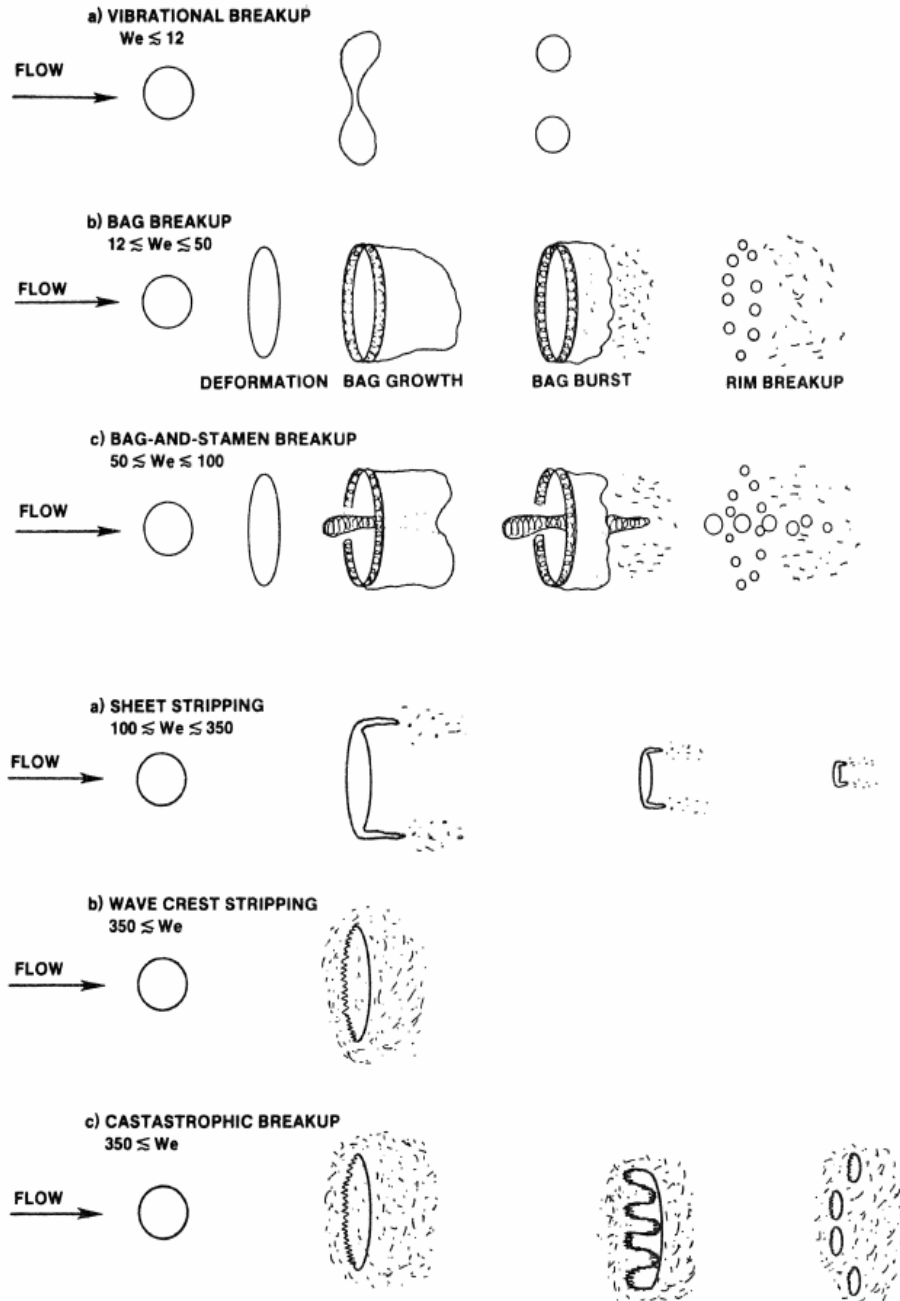 a) VIBRATIONAL BREAKUP
We ≲ 12
FLOW
b) BAG BREAKUP
12 ≲ We ≲ 50
FLOW
DEFORMATION BAG GROWTH BAG BURST RIM BREAKUP
c) BAG-AND-STAMEN BREAKUP
50 ≲ We ≲ 100
FLOW
a) SHEET STRIPPING
100 ≲ We ≲ 350
FLOW
b) WAVE CREST STRIPPING
350 ≲ We
FLOW
c) CASTASTROPHIC BREAKUP
350 ≲ We
FLOW